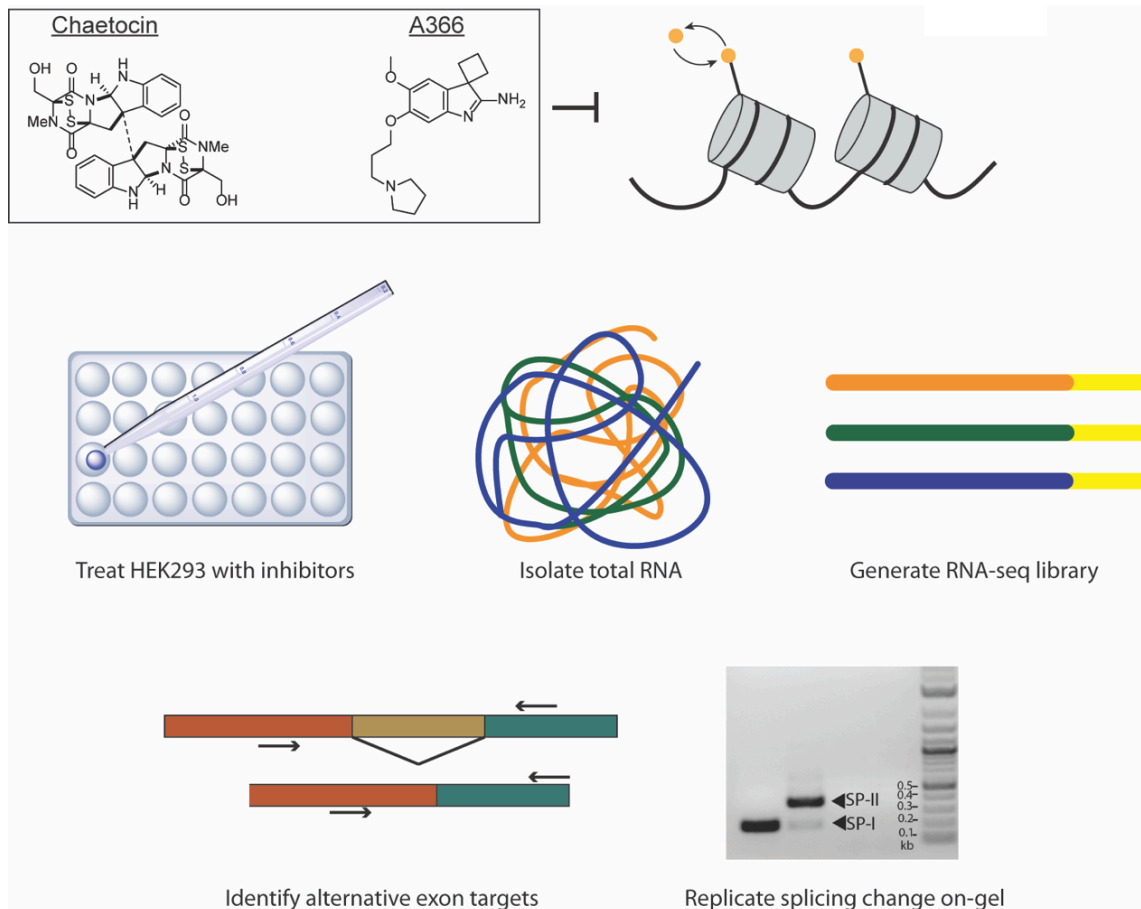 Chaetocin
A366
OH
O
H
H
N
S
N
MeN
S
O
O
N
S
NMe
S
N
H
H
O
OH
O
O
N
NH₂
N
Treat HEK293 with inhibitors
Isolate total RNA
Generate RNA-seq library
0.5
0.4
0.3
0.2
0.1
kb
SP-II
SP-I
Identify alternative exon targets
Replicate splicing change on-gel